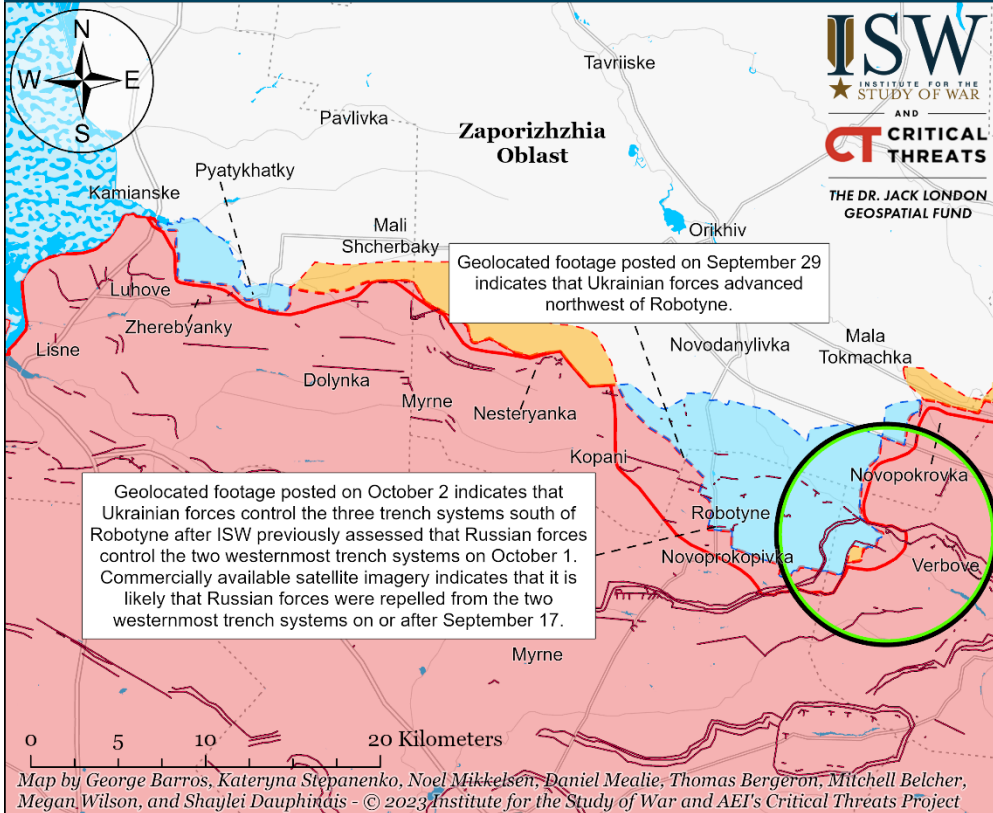 N
W
E
S
ISW
INSTITUTE FOR THE
STUDY OF WAR
AND
CT CRITICAL
THREATS
THE DR. JACK LONDON
GEOSPATIAL FUND
Tavriiske
Pavlivka
Zaporizhzhia
Oblast
Pyatykhatky
Kamianske
Mali
Shcherbaky
Orikhiv
Geolocated footage posted on September 29
indicates that Ukrainian forces advanced
northwest of Robotyne.
Luhove
Zherebyanky
Lisne
Novodanylivka
Mala
Tokmachka
Dolynka
Myrne
Nesteryanka
Kopani
Novopokrovka
Geolocated footage posted on October 2 indicates that
Ukrainian forces control the three trench systems south of
Robotyne after ISW previously assessed that Russian forces
control the two westernmost trench systems on October 1.
Commercially available satellite imagery indicates that it is
likely that Russian forces were repelled from the two
westernmost trench systems on or after September 17.
Robotyne
Novoprokopivka
Verbove
Myrne
0 5 10 20 Kilometers
Map by George Barros, Kateryna Stepanenko, Noel Mikkelsen, Daniel Mealie, Thomas Bergeron, Mitchell Belcher,
Megan Wilson, and Shaylei Dauphinais - © 2023 Institute for the Study of War and AEI's Critical Threats Project